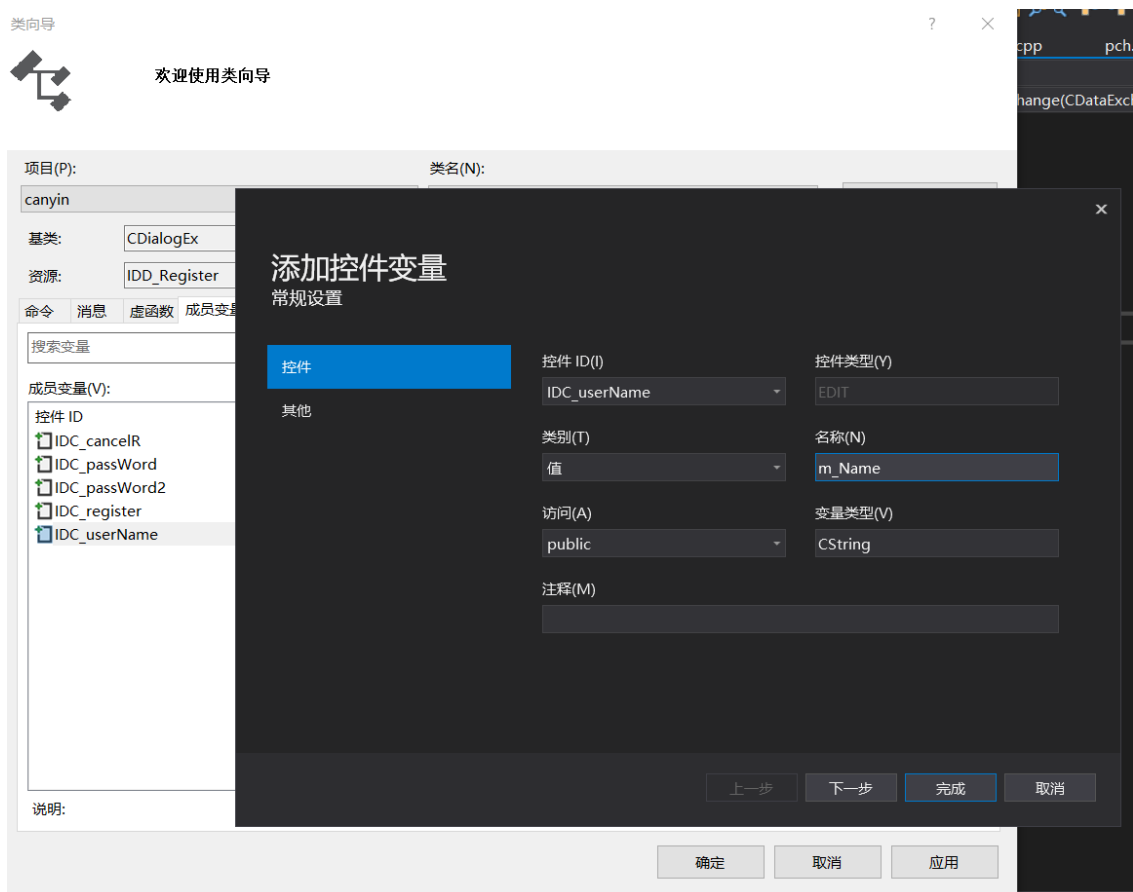 类向导
?
欢迎使用类向导
cpp
pch.
hange(CDataExc
项目(P):
类名(N):
canyin
基类:
CDialogEx
资源:
IDD_Register
命令
消息
虚函数
成员变量
搜索变量
成员变量(V):
控件 ID
IDC_cancelR
IDC_passWord
IDC_passWord2
IDC_register
IDC_userName
说明:
添加控件变量
常规设置
控件
其他
控件 ID(I)
控件类型(Y)
IDC_userName
EDIT
类别(T)
名称(N)
值
m_Name
访问(A)
变量类型(V)
public
CString
注释(M)
上一步
下一步
完成
取消
确定
取消
应用